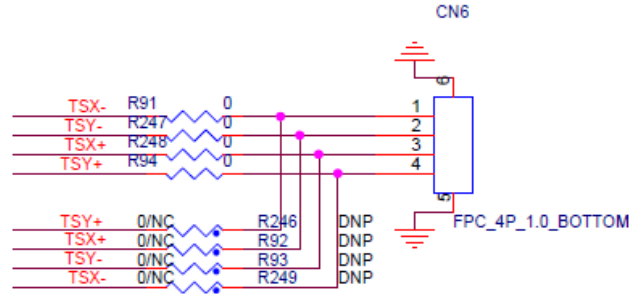 CN6
6
TSX- R91 0 1
TSY- R247 0 2
TSX+ R248 0 3
TSY+ R94 0 4
5
TSY+ 0/NC R246 DNP FPC_4P_1.0_BOTTOM
TSX+ 0/NC R92 DNP
TSY- 0/NC R93 DNP
TSX- 0/NC R249 DNP